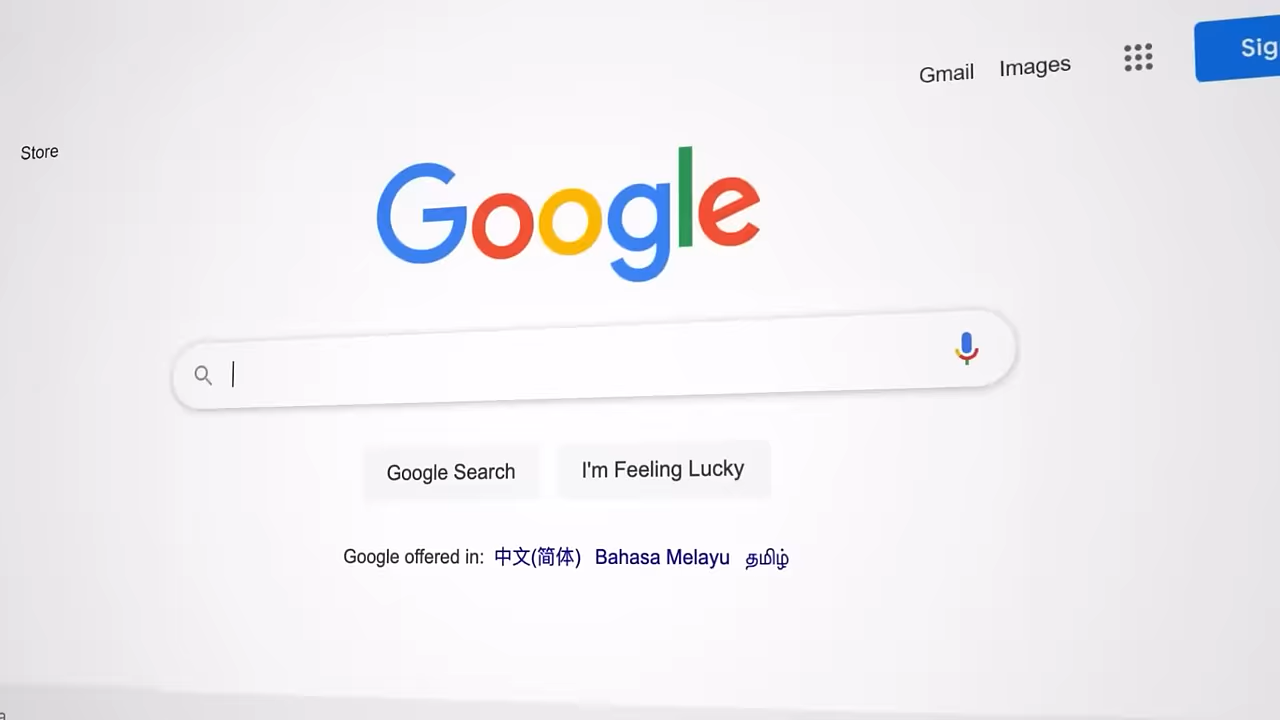 Gmail Images
Store
Google
Google Search I'm Feeling Lucky
Google offered in: 中文(简体) Bahasa Melayu தமிழ்